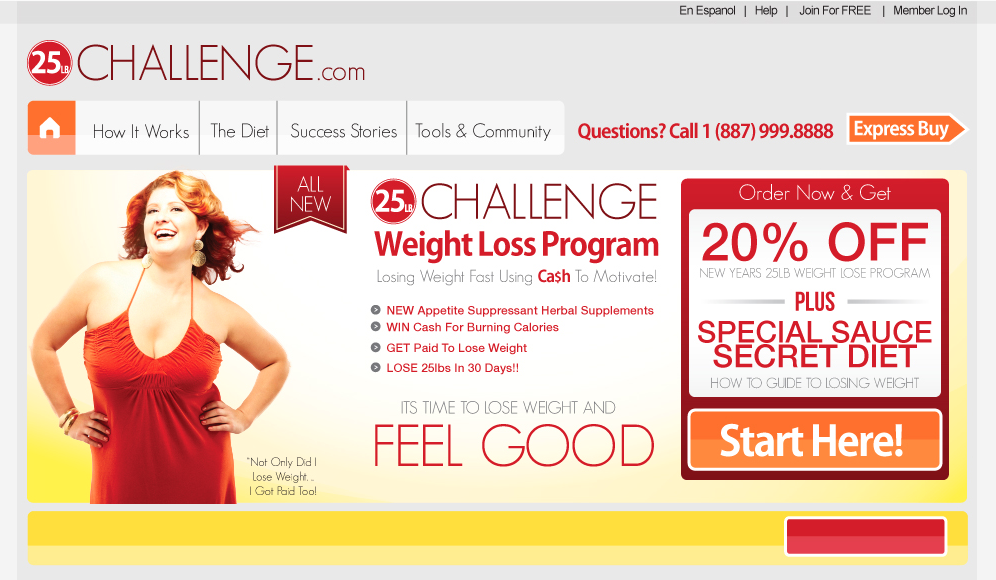 En Espanol | Help | Join For FREE | Member Log In
25LB CHALLENGE.com
How It Works | The Diet | Success Stories | Tools & Community
Questions? Call 1 (887) 999.8888
Express Buy
ALL
NEW
25LB CHALLENGE
Weight Loss Program
Losing Weight Fast Using Ca$h To Motivate!
NEW Appetite Suppressant Herbal Supplements
WIN Cash For Burning Calories
GET Paid To Lose Weight
LOSE 25lbs In 30 Days!!
ITS TIME TO LOSE WEIGHT AND
FEEL GOOD
"Not Only Did I
Lose Weight...
I Got Paid Too!
Order Now & Get
20% OFF
NEW YEARS 25LB WEIGHT LOSE PROGRAM
PLUS
SPECIAL SAUCE
SECRET DIET
HOW TO GUIDE TO LOSING WEIGHT
Start Here!